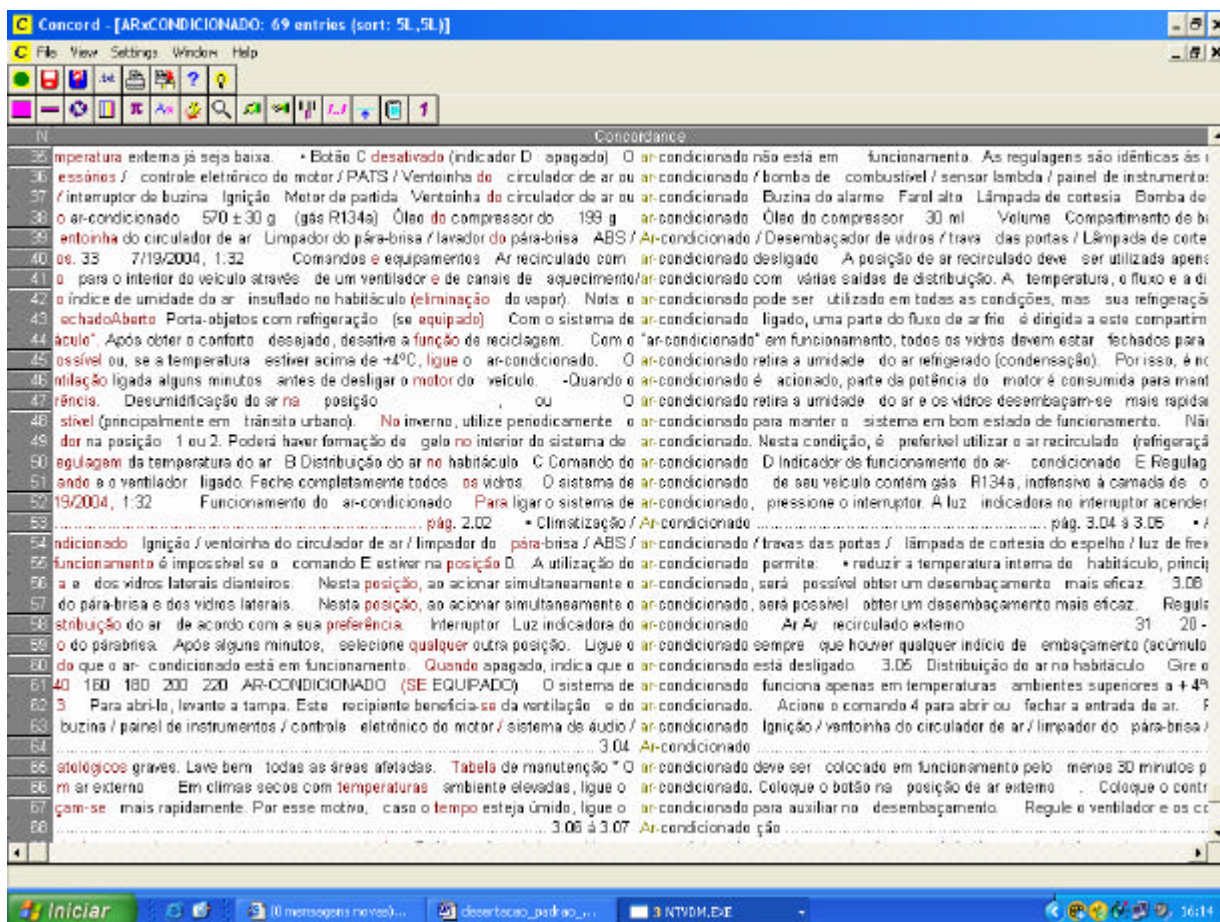 Concord - [ARxCONDICIONADO: 69 entries (sort: 5L,5L)]
File View Settings Window Help
N Concordance
35 mperatura externa já seja baixa. • Botão C desativado (indicador D apagado) O ar-condicionado não está em funcionamento. As regulagens são idênticas ás
36 essórios / controle eletrônico do motor / PATS / Ventoinha do circulador de ar ou ar-condicionado / bomba de combustível / sensor lambda / painel de instrumentos
37 / interruptor de buzina Ignição Motor de partida Ventoinha do circulador de ar ou ar-condicionado Buzina do alarme Farol alto Lâmpada de cortesia Bomba de
38 o ar-condicionado 570 ± 30 g (gás R134a) Óleo do compressor do 199 g ar-condicionado Óleo do compressor 30 ml Volume Compartimento de ba
39 entoinha do circulador de ar Limpador do pára-brisa / lavador do pára-brisa ABS / Ar-condicionado / Desembaçador de vidros / trava das portas / Lâmpada de corte
40 os. 33 7/19/2004, 1:32 Comandos e equipamentos Ar recirculado com ar-condicionado desligado A posição de ar recirculado deve ser utilizada apena
41 o para o interior do veículo através de um ventilador e de canais de aquecimento/ar-condicionado com várias saídas de distribuição. A temperatura, o fluxo e a di
42 o índice de umidade do ar insuflado no habitáculo (eliminação do vapor). Nota: o ar-condicionado pode ser utilizado em todas as condições, mas sua refrigeraçã
43 echadoAberto Porta-objetos com refrigeração (se equipado) Com o sistema de ar-condicionado ligado, uma parte do fluxo de ar frio é dirigida a este compartim
44 áculo". Após obter o conforto desejado, desative a função de reciclagem. Com o "ar-condicionado" em funcionamento, todos os vidros devem estar fechados para
45 ossível ou, se a temperatura estiver acima de +4ºC, ligue o ar-condicionado. O ar-condicionado retira a umidade do ar refrigerado (condensação). Por isso, é no
46 ntilação ligada alguns minutos antes de desligar o motor do veículo. -Quando o ar-condicionado é acionado, parte da potência do motor é consumida para mant
47 rência. Desumidificação do ar na posição , ou O ar-condicionado retira a umidade do ar e os vidros desembaçam-se mais rapida
48 stível (principalmente em trânsito urbano). No inverno, utilize periodicamente o ar-condicionado para manter o sistema em bom estado de funcionamento. Nã
49 dor na posição 1 ou 2. Poderá haver formação de gelo no interior do sistema de ar-condicionado. Nesta condição, é preferível utilizar o ar recirculado (refrigeraçã
50 egulagem da temperatura do ar B Distribuição do ar no habitáculo C Comando do ar-condicionado D Indicador de funcionamento do ar- condicionado E Regulag
51 ando e o ventilador ligado. Feche completamente todos os vidros. O sistema de ar-condicionado de seu veículo contém gás R134a, inofensivo à camada de o
52 19/2004, 1:32 Funcionamento do ar-condicionado Para ligar o sistema de ar-condicionado, pressione o interruptor. A luz indicadora no interruptor acender
53 ........ pág. 2.02 • Climatização / Ar-condicionado ........ pág. 3.04 á 3.05 •
54 ndicionado Ignição / ventoinha do circulador de ar / limpador do pára-brisa / ABS / ar-condicionado / travas das portas / lâmpada de cortesia do espelho / luz de frei
55 funcionamento é impossível se o comando E estiver na posição 0. A utilização do ar-condicionado permite: • reduzir a temperatura interna do habitáculo, princip
56 a e dos vidros laterais dianteiros. Nesta posição, ao acionar simultaneamente o ar-condicionado, será possível obter um desembaçamento mais eficaz. 3.06
57 do pára-brisa e dos vidros laterais. Nesta posição, ao acionar simultaneamente o ar-condicionado, será possível obter um desembaçamento mais eficaz. Regule
58 stribuição do ar de acordo com a sua preferência. Interruptor Luz indicadora do ar-condicionado Ar Ar recirculado externo 31 20 -
59 o do párabrisa. Após alguns minutos, selecione qualquer outra posição. Ligue o ar-condicionado sempre que houver qualquer indício de embaçamento (acúmulo
60 do que o ar- condicionado está em funcionamento. Quando apagado, indica que o ar-condicionado está desligado. 3.05 Distribuição do ar no habitáculo Gire o
61 40 160 180 200 220 AR-CONDICIONADO (SE EQUIPADO) O sistema de ar-condicionado funciona apenas em temperaturas ambientes superiores a + 4º
62 3 Para abri-lo, levante a tampa. Este recipiente beneficia-se da ventilação e do ar-condicionado. Acione o comando 4 para abrir ou fechar a entrada de ar.
63 buzina / painel de instrumentos / controle eletrônico do motor / sistema de áudio / ar-condicionado Ignição / ventoinha do circulador de ar / limpador do pára-brisa /
64 ........ 3.04 Ar-condicionado ........
65 atológicos graves. Lave bem todas as áreas afetadas. Tabela de manutenção * O ar-condicionado deve ser colocado em funcionamento pelo menos 30 minutos p
66 m ar externo Em climas secos com temperaturas ambiente elevadas, ligue o ar-condicionado. Coloque o botão na posição de ar externo . Coloque o contr
67 çam-se mais rapidamente. Por esse motivo, caso o tempo esteja úmido, ligue o ar-condicionado para auxiliar no desembaçamento. Regule o ventilador e os co
68 ........ 3.06 á 3.07 Ar-condicionado ção ........
Iniciar (0 mensagens novas)... desertacao_padrao_... 3 NTVDM.EXE 16:14